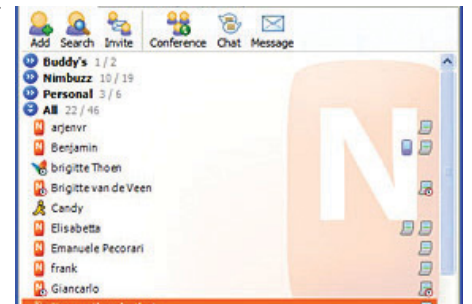 Add Search Invite Conference Chat Message
Buddy's 1/2
Nimbuzz 10/19
Personal 3/6
All 22/46
arjenvr
Benjamin
brigitte Thoen
Brigitte van de Veen
Candy
Elisabetta
Emanuele Pecorari
frank
Giancarlo